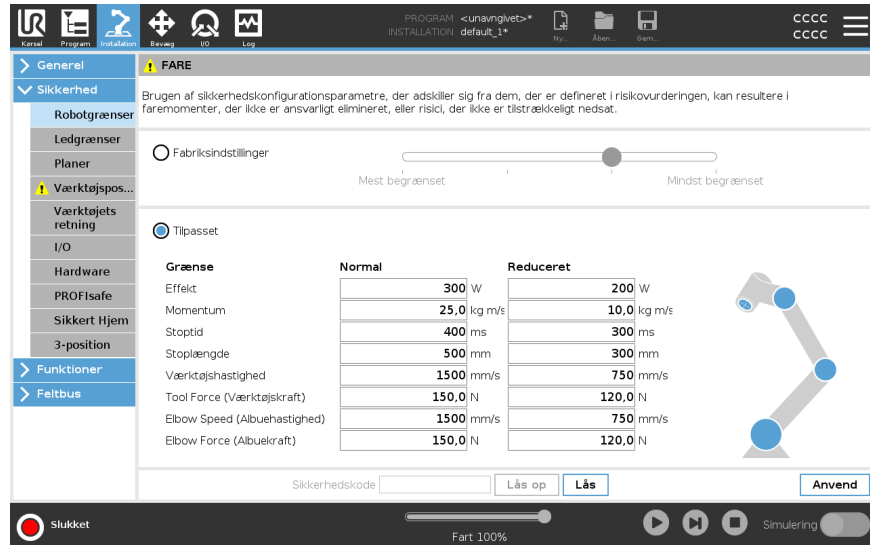 PROGRAM <unavngivet>*
INSTALLATION default_1*
Kørsel Program Installation Bevæg I/O Log Ny... Åben... Gem...
CCCC
CCCC
Generel
Sikkerhed
Robotgrænser
Ledgrænser
Planer
Værktøjspos...
Værktøjets
retning
I/O
Hardware
PROFIsafe
Sikkert Hjem
3-position
Funktioner
Feltbus
FARE
Brugen af sikkerhedskonfigurationsparametre, der adskiller sig fra dem, der er defineret i risikovurderingen, kan resultere i
faremomenter, der ikke er ansvarligt elimineret, eller risici, der ikke er tilstrækkeligt nedsat.
Fabriksindstillinger
Mest begrænset Mindst begrænset
Tilpasset
Grænse Normal Reduceret
Effekt 300 W 200 W
Momentum 25,0 kg m/s 10,0 kg m/s
Stoptid 400 ms 300 ms
Stoplængde 500 mm 300 mm
Værktøjshastighed 1500 mm/s 750 mm/s
Tool Force (Værktøjskraft) 150,0 N 120,0 N
Elbow Speed (Albuehastighed) 1500 mm/s 750 mm/s
Elbow Force (Albuekraft) 150,0 N 120,0 N
Sikkerhedskode Lås op Lås Anvend
Slukket Fart 100% Simulering